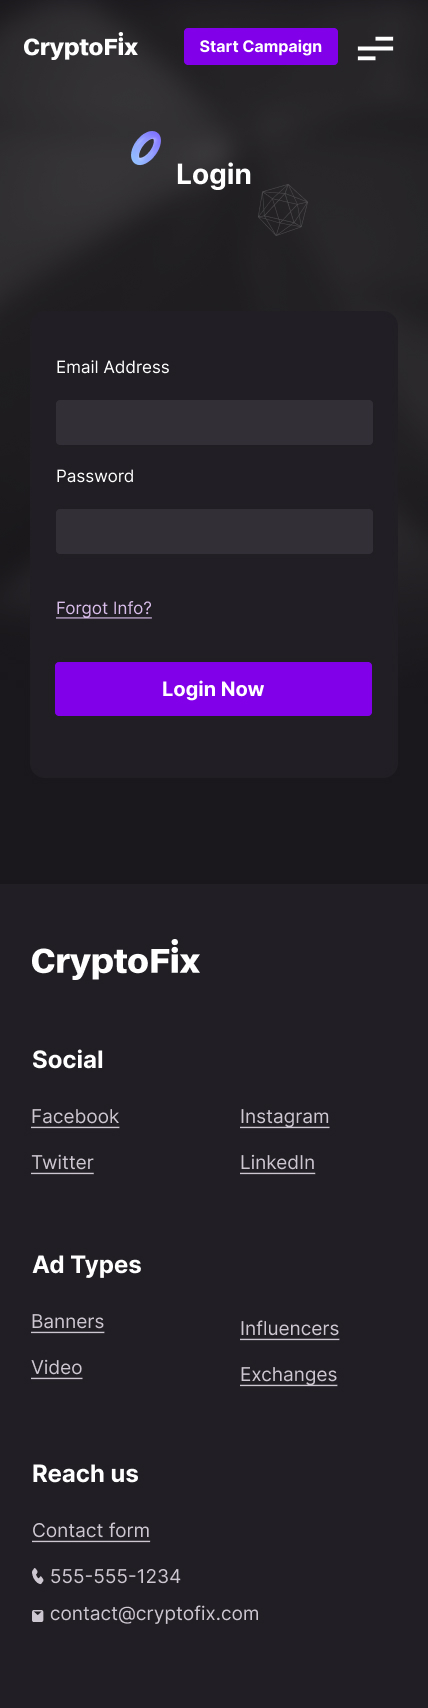 CryptoFix
Start Campaign
Login
Email Address
Password
Forgot Info?
Login Now
CryptoFix
Social
Facebook
Instagram
Twitter
LinkedIn
Ad Types
Banners
Influencers
Video
Exchanges
Reach us
Contact form
555-555-1234
contact@cryptofix.com